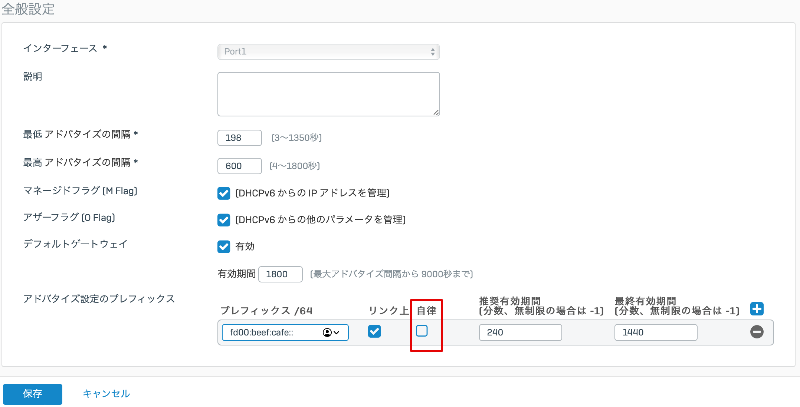 全般設定
インターフェース *
Port1
説明
最低 アドバタイズの間隔 *
198 (3～1350秒)
最高 アドバタイズの間隔 *
600 (4～1800秒)
マネージドフラグ (M Flag)
(DHCPv6 からの IP アドレスを管理)
アザーフラグ (O Flag)
(DHCPv6 からの他のパラメータを管理)
デフォルトゲートウェイ
有効
有効期間 1800 (最大アドバタイズ間隔から 9000秒まで)
アドバタイズ設定のプレフィックス
プレフィックス /64 リンク上 自律 推奨有効期間 (分数、無制限の場合は -1) 最終有効期間 (分数、無制限の場合は -1)
fd00:beef:cafe:: 240 1440
保存 キャンセル